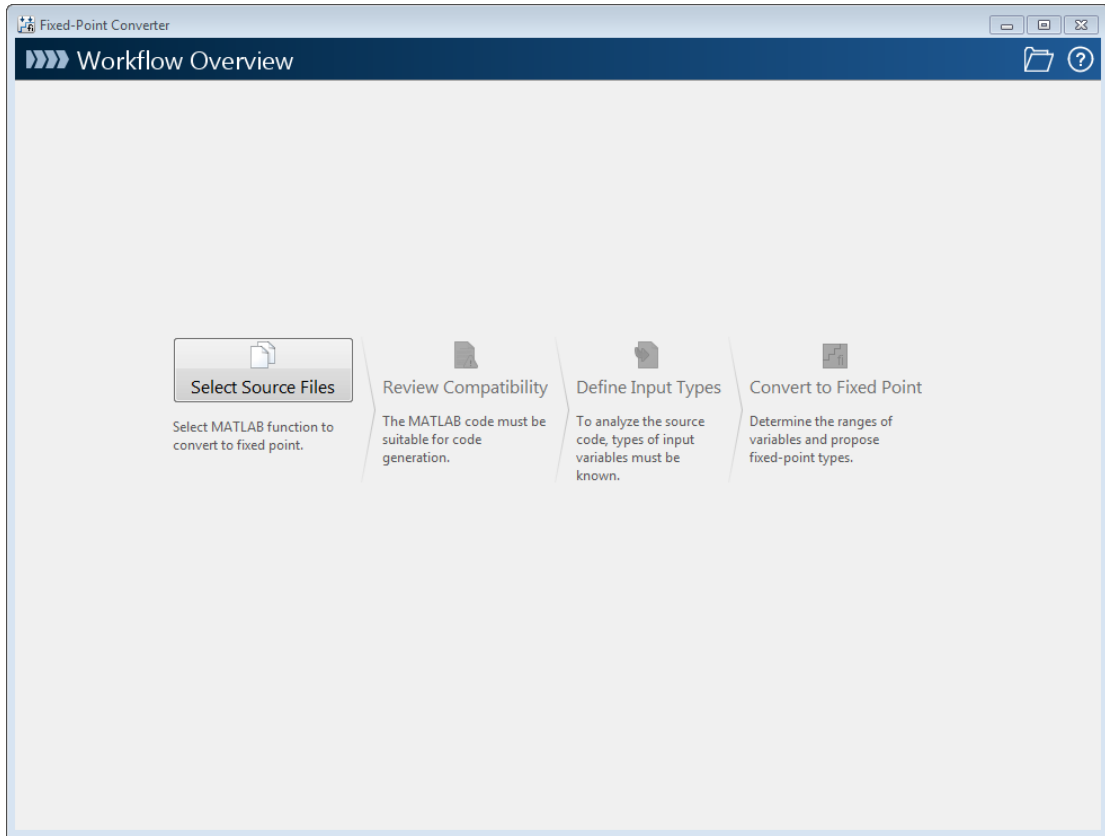 Fixed-Point Converter
Workflow Overview
Select Source Files
Select MATLAB function to
convert to fixed point.
Review Compatibility
The MATLAB code must be
suitable for code
generation.
Define Input Types
To analyze the source
code, types of input
variables must be
known.
Convert to Fixed Point
Determine the ranges of
variables and propose
fixed-point types.